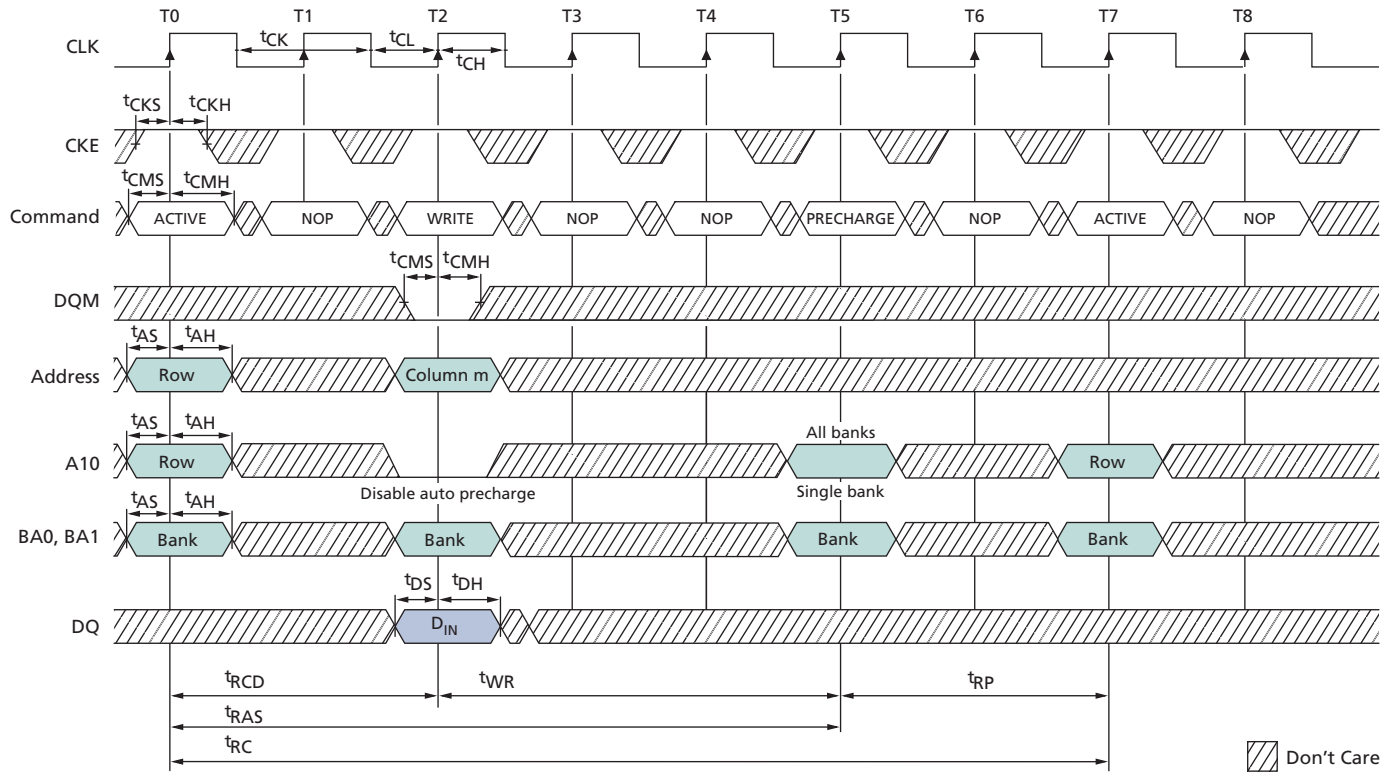 T0 T1 T2 T3 T4 T5 T6 T7 T8
CLK
tCK tCL
tCH
tCKS tCKH
CKE
tCMS tCMH
Command ACTIVE NOP WRITE NOP NOP PRECHARGE NOP ACTIVE NOP
tCMS tCMH
DQM
tAS tAH
Address Row Column m
tAS tAH
All banks
A10 Row Row
Disable auto precharge Single bank
tAS tAH
BA0, BA1 Bank Bank Bank Bank
tDS tDH
DQ DIN
tRCD tWR tRP
tRAS
tRC
Don't Care